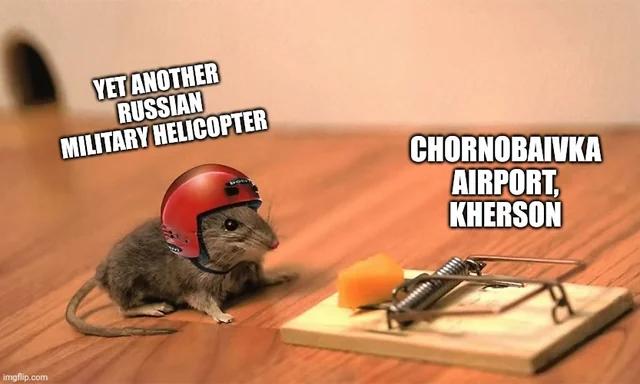 YET ANOTHER
RUSSIAN
MILITARY HELICOPTER
CHORNOBAIVKA
AIRPORT,
KHERSON
imgflip.com